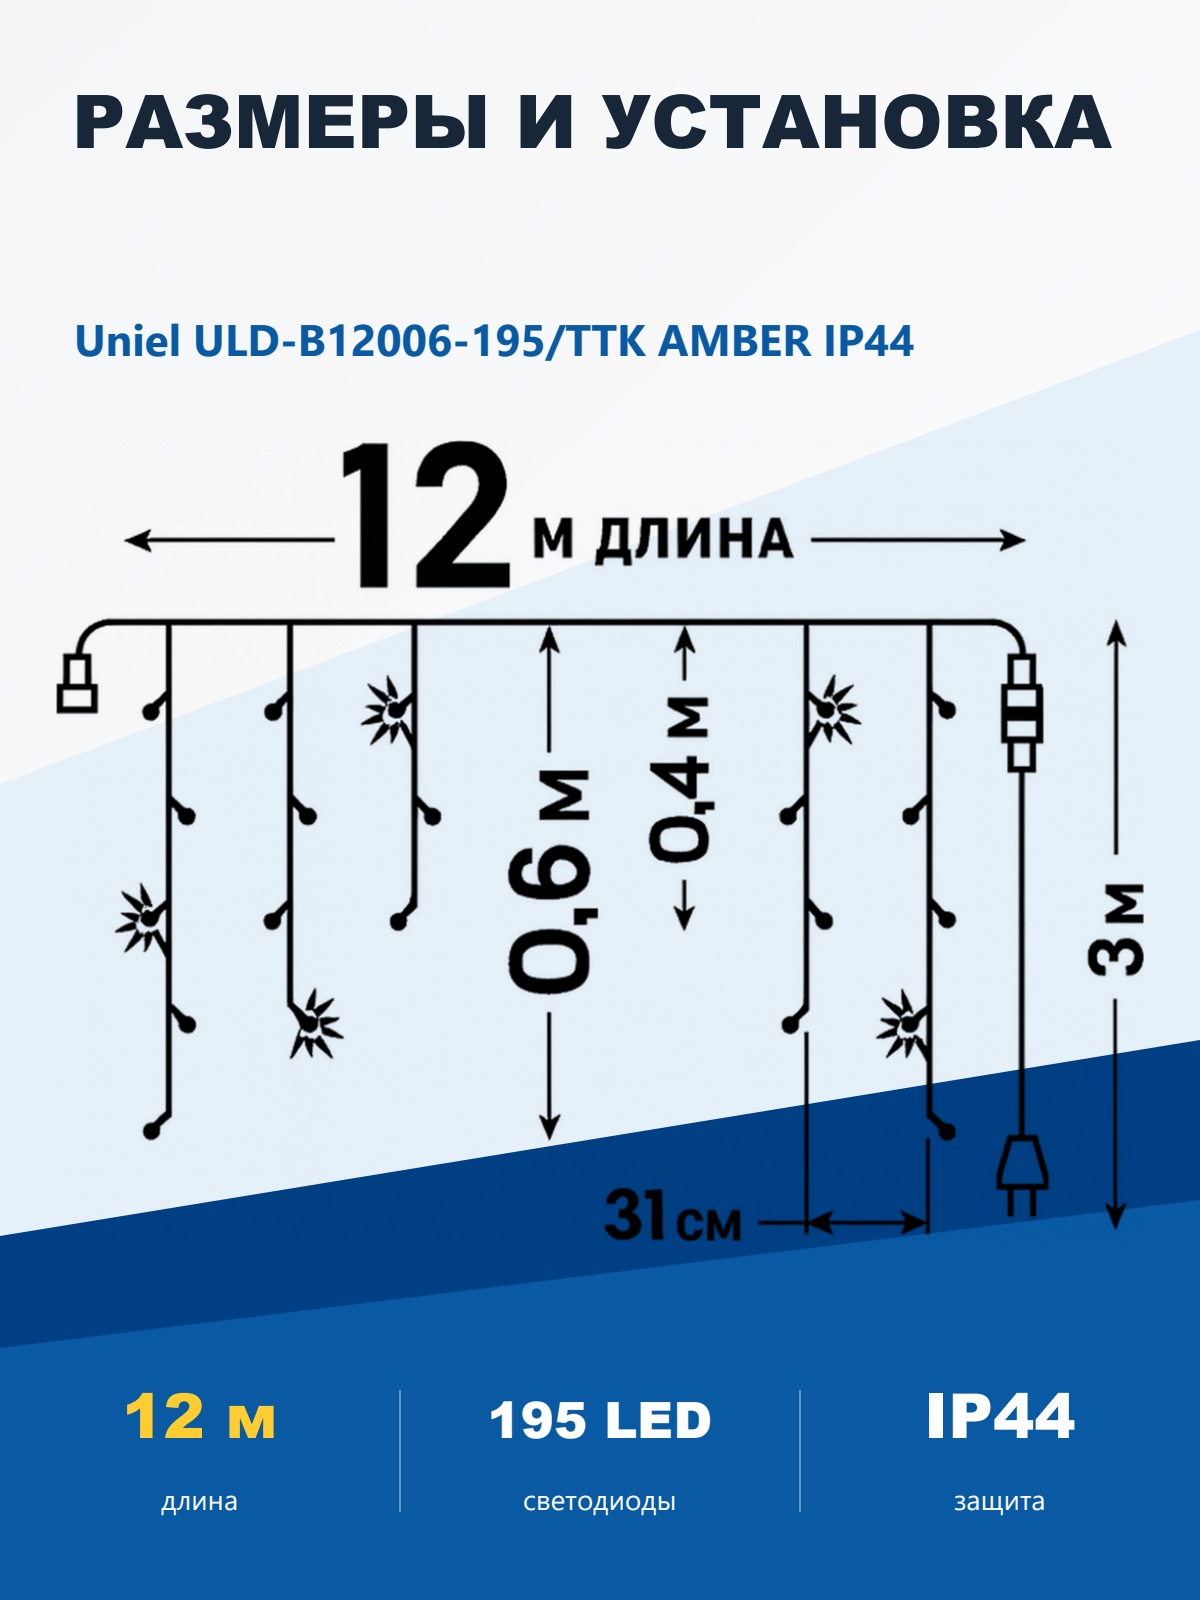 РАЗМЕРЫ И УСТАНОВКА
Uniel ULD-B12006-195/TTK AMBER IP44
12 м ДЛИНА
0,6 м
0,4 м
3 м
31 см
12 м
длина
195 LED
светодиоды
IP44
защита